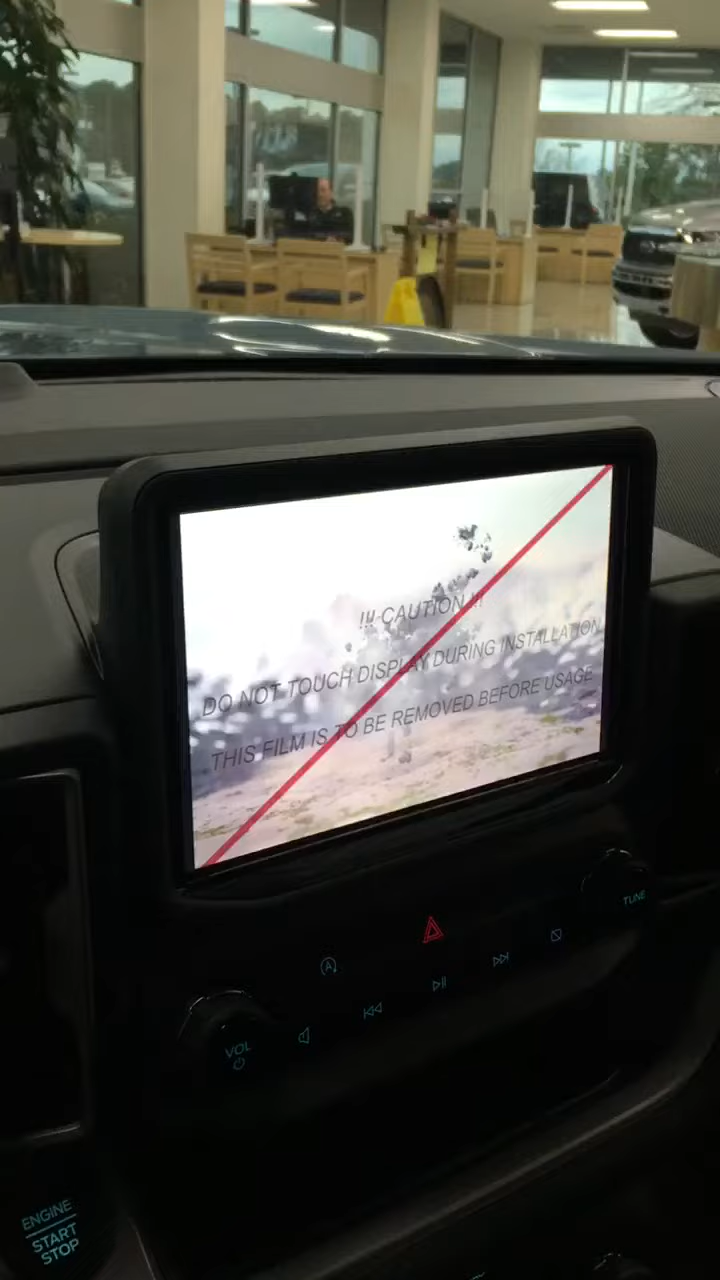 !!! CAUTION !!!
DO NOT TOUCH DISPLAY DURING INSTALLATION
THIS FILM IS TO BE REMOVED BEFORE USAGE
TUNE
VOL
ENGINE
START
STOP